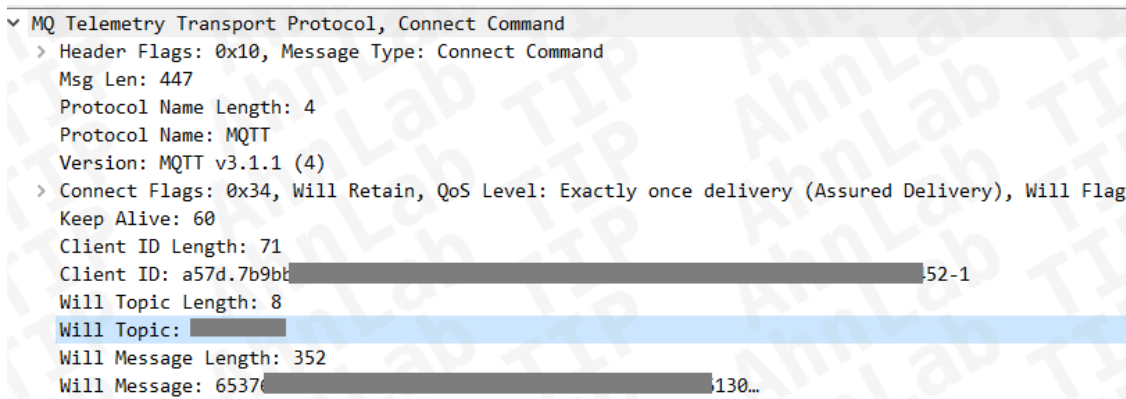 MQ Telemetry Transport Protocol, Connect Command
Header Flags: 0x10, Message Type: Connect Command
Msg Len: 447
Protocol Name Length: 4
Protocol Name: MQTT
Version: MQTT v3.1.1 (4)
Connect Flags: 0x34, Will Retain, QoS Level: Exactly once delivery (Assured Delivery), Will Flag
Keep Alive: 60
Client ID Length: 71
Client ID: a57d.7b9bb 52-1
Will Topic Length: 8
Will Topic:
Will Message Length: 352
Will Message: 6537 130…
AhnLab TIP